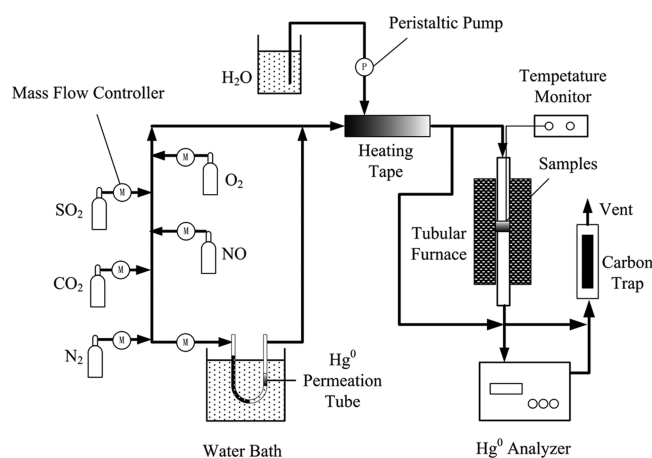 Peristaltic Pump
H₂O
P
Mass Flow Controller
Tempetature
Monitor
Heating
Tape
M
O₂
M
SO₂
Samples
Vent
M
NO
Tubular
Furnace
Carbon
Trap
M
CO₂
M
N₂
M
Hg⁰
Permeation
Tube
Water Bath
Hg⁰ Analyzer